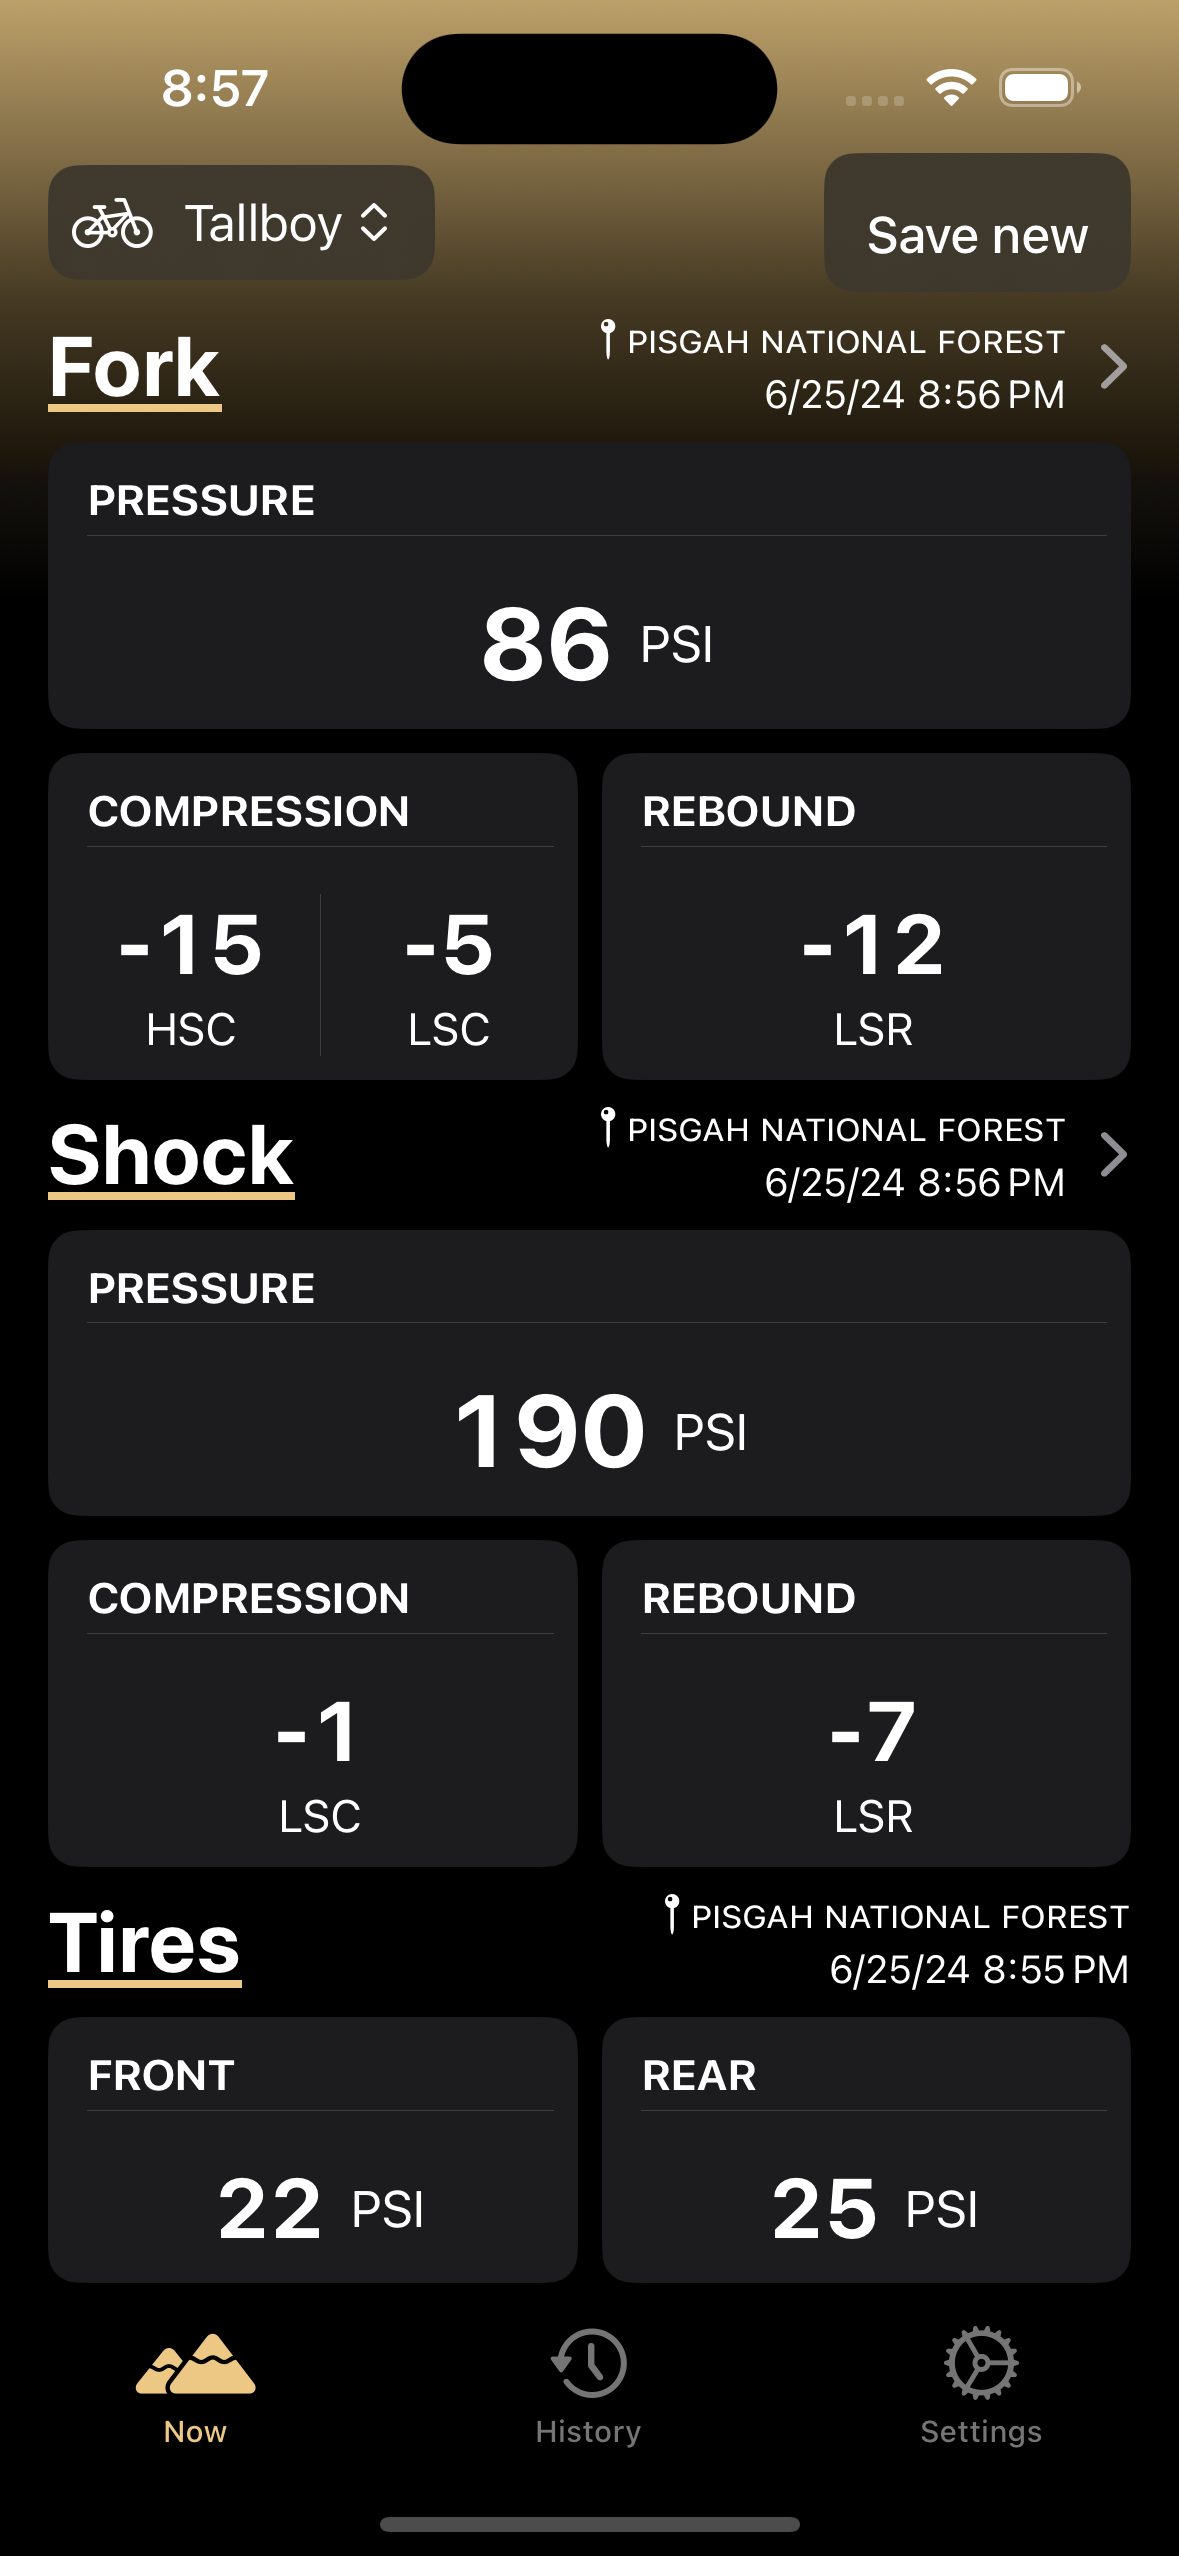 8:57
Tallboy
Save new
Fork
PISGAH NATIONAL FOREST
6/25/24 8:56 PM
PRESSURE
86 PSI
COMPRESSION
-15
HSC
-5
LSC
REBOUND
-12
LSR
Shock
PISGAH NATIONAL FOREST
6/25/24 8:56 PM
PRESSURE
190 PSI
COMPRESSION
-1
LSC
REBOUND
-7
LSR
Tires
PISGAH NATIONAL FOREST
6/25/24 8:55 PM
FRONT
22 PSI
REAR
25 PSI
Now
History
Settings